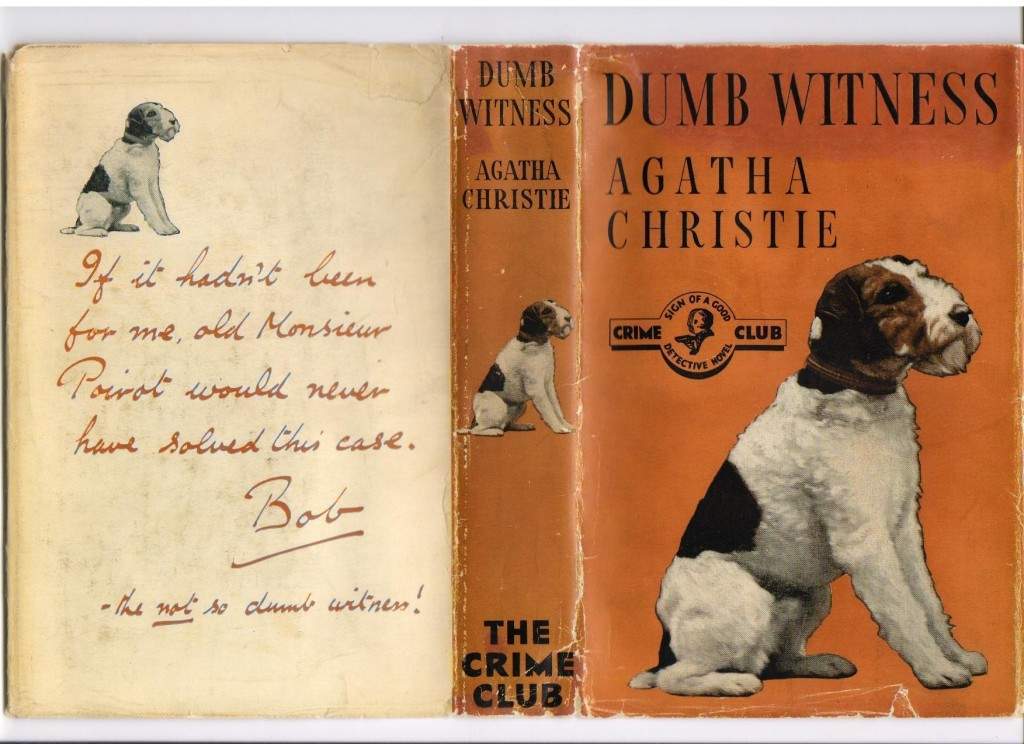 If it hadn't been
for me, old Monsieur
Poirot would never
have solved this case.
Bob
- the not so dumb witness!
DUMB
WITNESS
AGATHA
CHRISTIE
THE
CRIME
CLUB
DUMB WITNESS
AGATHA
CHRISTIE
SIGN OF A GOOD
CRIME CLUB
DETECTIVE NOVEL